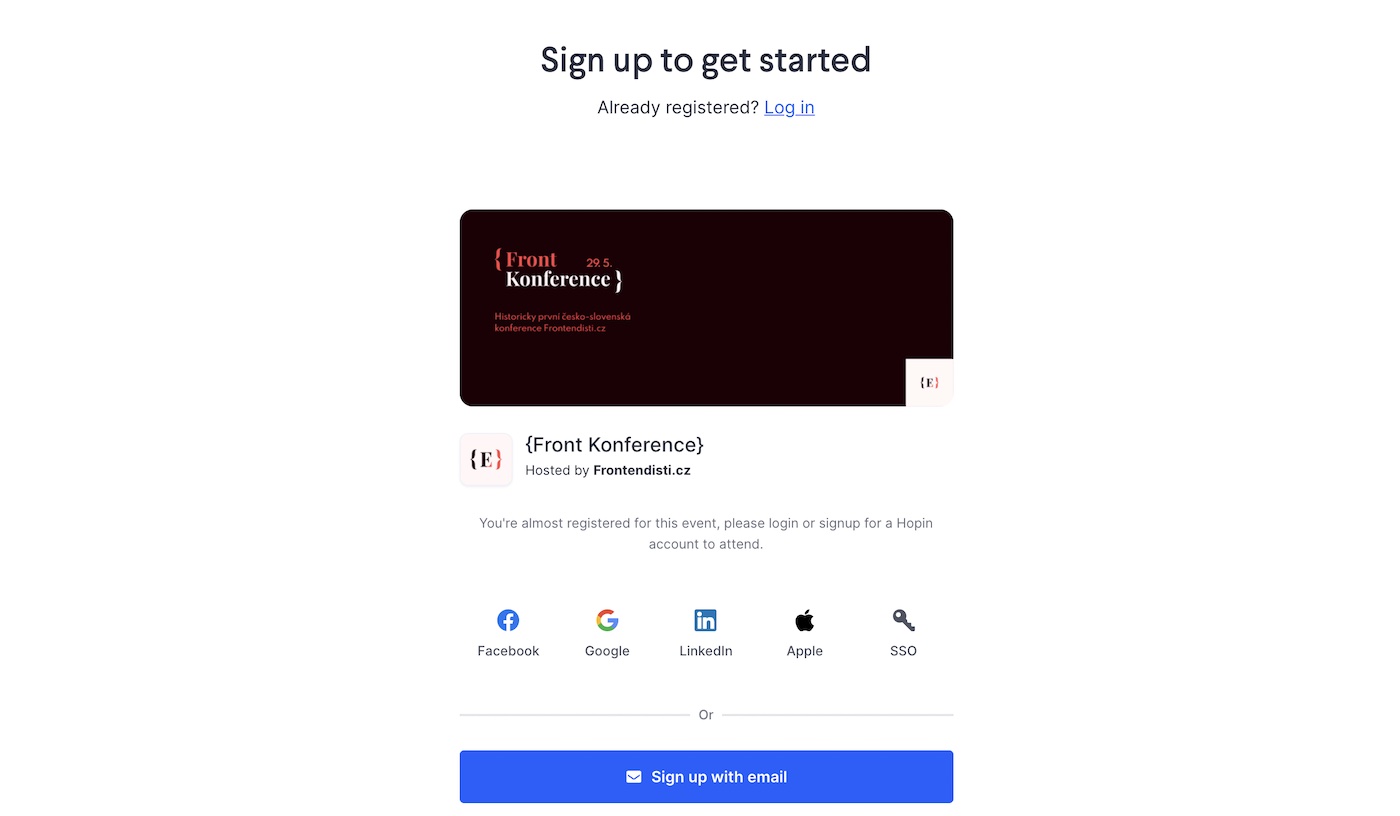 Sign up to get started
Already registered? Log in
{ Front 29. 5.
Konference }
Historicky první česko-slovenská
konference Frontendisti.cz
{E}
{E}
{Front Konference}
Hosted by Frontendisti.cz
You're almost registered for this event, please login or signup for a Hopin
account to attend.
Facebook Google LinkedIn Apple SSO
Or
Sign up with email